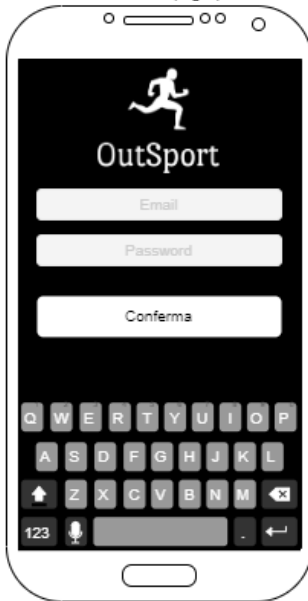 OutSport
Email
Password
Conferma
Q W E R T Y U I O P
A S D F G H J K L
Z X C V B N M
123 .